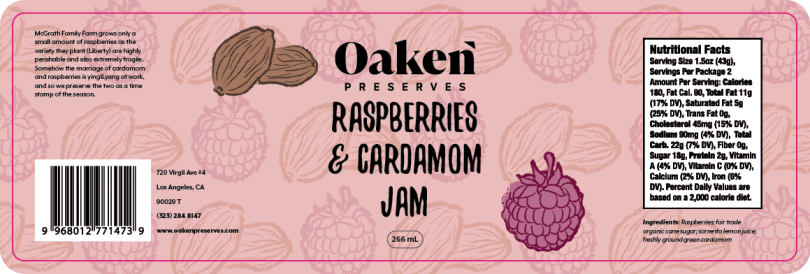 McGrath Family Farm grows only a
small amount of raspberries as the
variety they plant (Liberty) are highly
perishable and also extremely fragile.
Somehow the marriage of cardamom
and raspberries is ying&yang at work,
and so we preserve the two as a time
stamp of the season.
9 968012 771473 9
720 Virgil Ave #4
Los Angeles, CA
90029 T
(323) 284 8147
www.oakenpreserves.com
Oaken
PRESERVES
RASPBERRIES
& CARDAMOM
JAM
266 mL
Nutritional Facts
Serving Size 1.5oz (43g),
Servings Per Package 2
Amount Per Serving: Calories
180, Fat Cal. 90, Total Fat 11g
(17% DV), Saturated Fat 5g
(25% DV), Trans Fat 0g,
Cholesterol 45mg (15% DV),
Sodium 90mg (4% DV), Total
Carb. 22g (7% DV), Fiber 0g,
Sugar 18g, Protein 2g, Vitamin
A (4% DV), Vitamin C (0% DV),
Calcium (2% DV), Iron (6%
DV). Percent Daily Values are
based on a 2,000 calorie diet.
Ingredients: Raspberries; fair trade
organic cane sugar; sorrento lemon juice;
freshly ground green cardamom